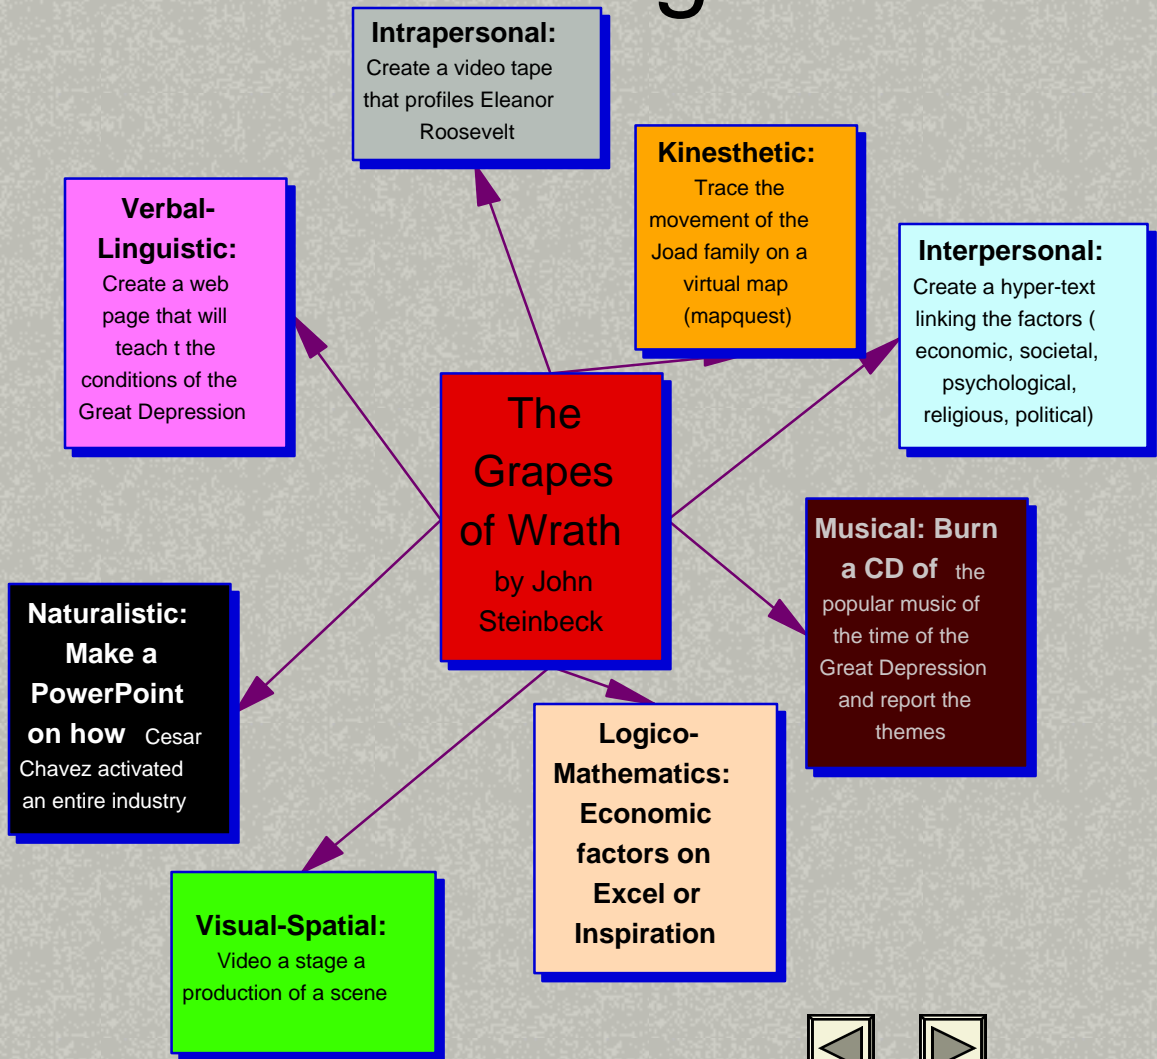 Intrapersonal:
Create a video tape
that profiles Eleanor
Roosevelt
Kinesthetic:
Trace the
movement of the
Joad family on a
virtual map
(mapquest)
Verbal-
Linguistic:
Create a web
page that will
teach t the
conditions of the
Great Depression
Interpersonal:
Create a hyper-text
linking the factors (
economic, societal,
psychological,
religious, political)
The
Grapes
of Wrath
by John
Steinbeck
Musical: Burn
a CD of the
popular music of
the time of the
Great Depression
and report the
themes
Naturalistic:
Make a
PowerPoint
on how Cesar
Chavez activated
an entire industry
Logico-
Mathematics:
Economic
factors on
Excel or
Inspiration
Visual-Spatial:
Video a stage a
production of a scene